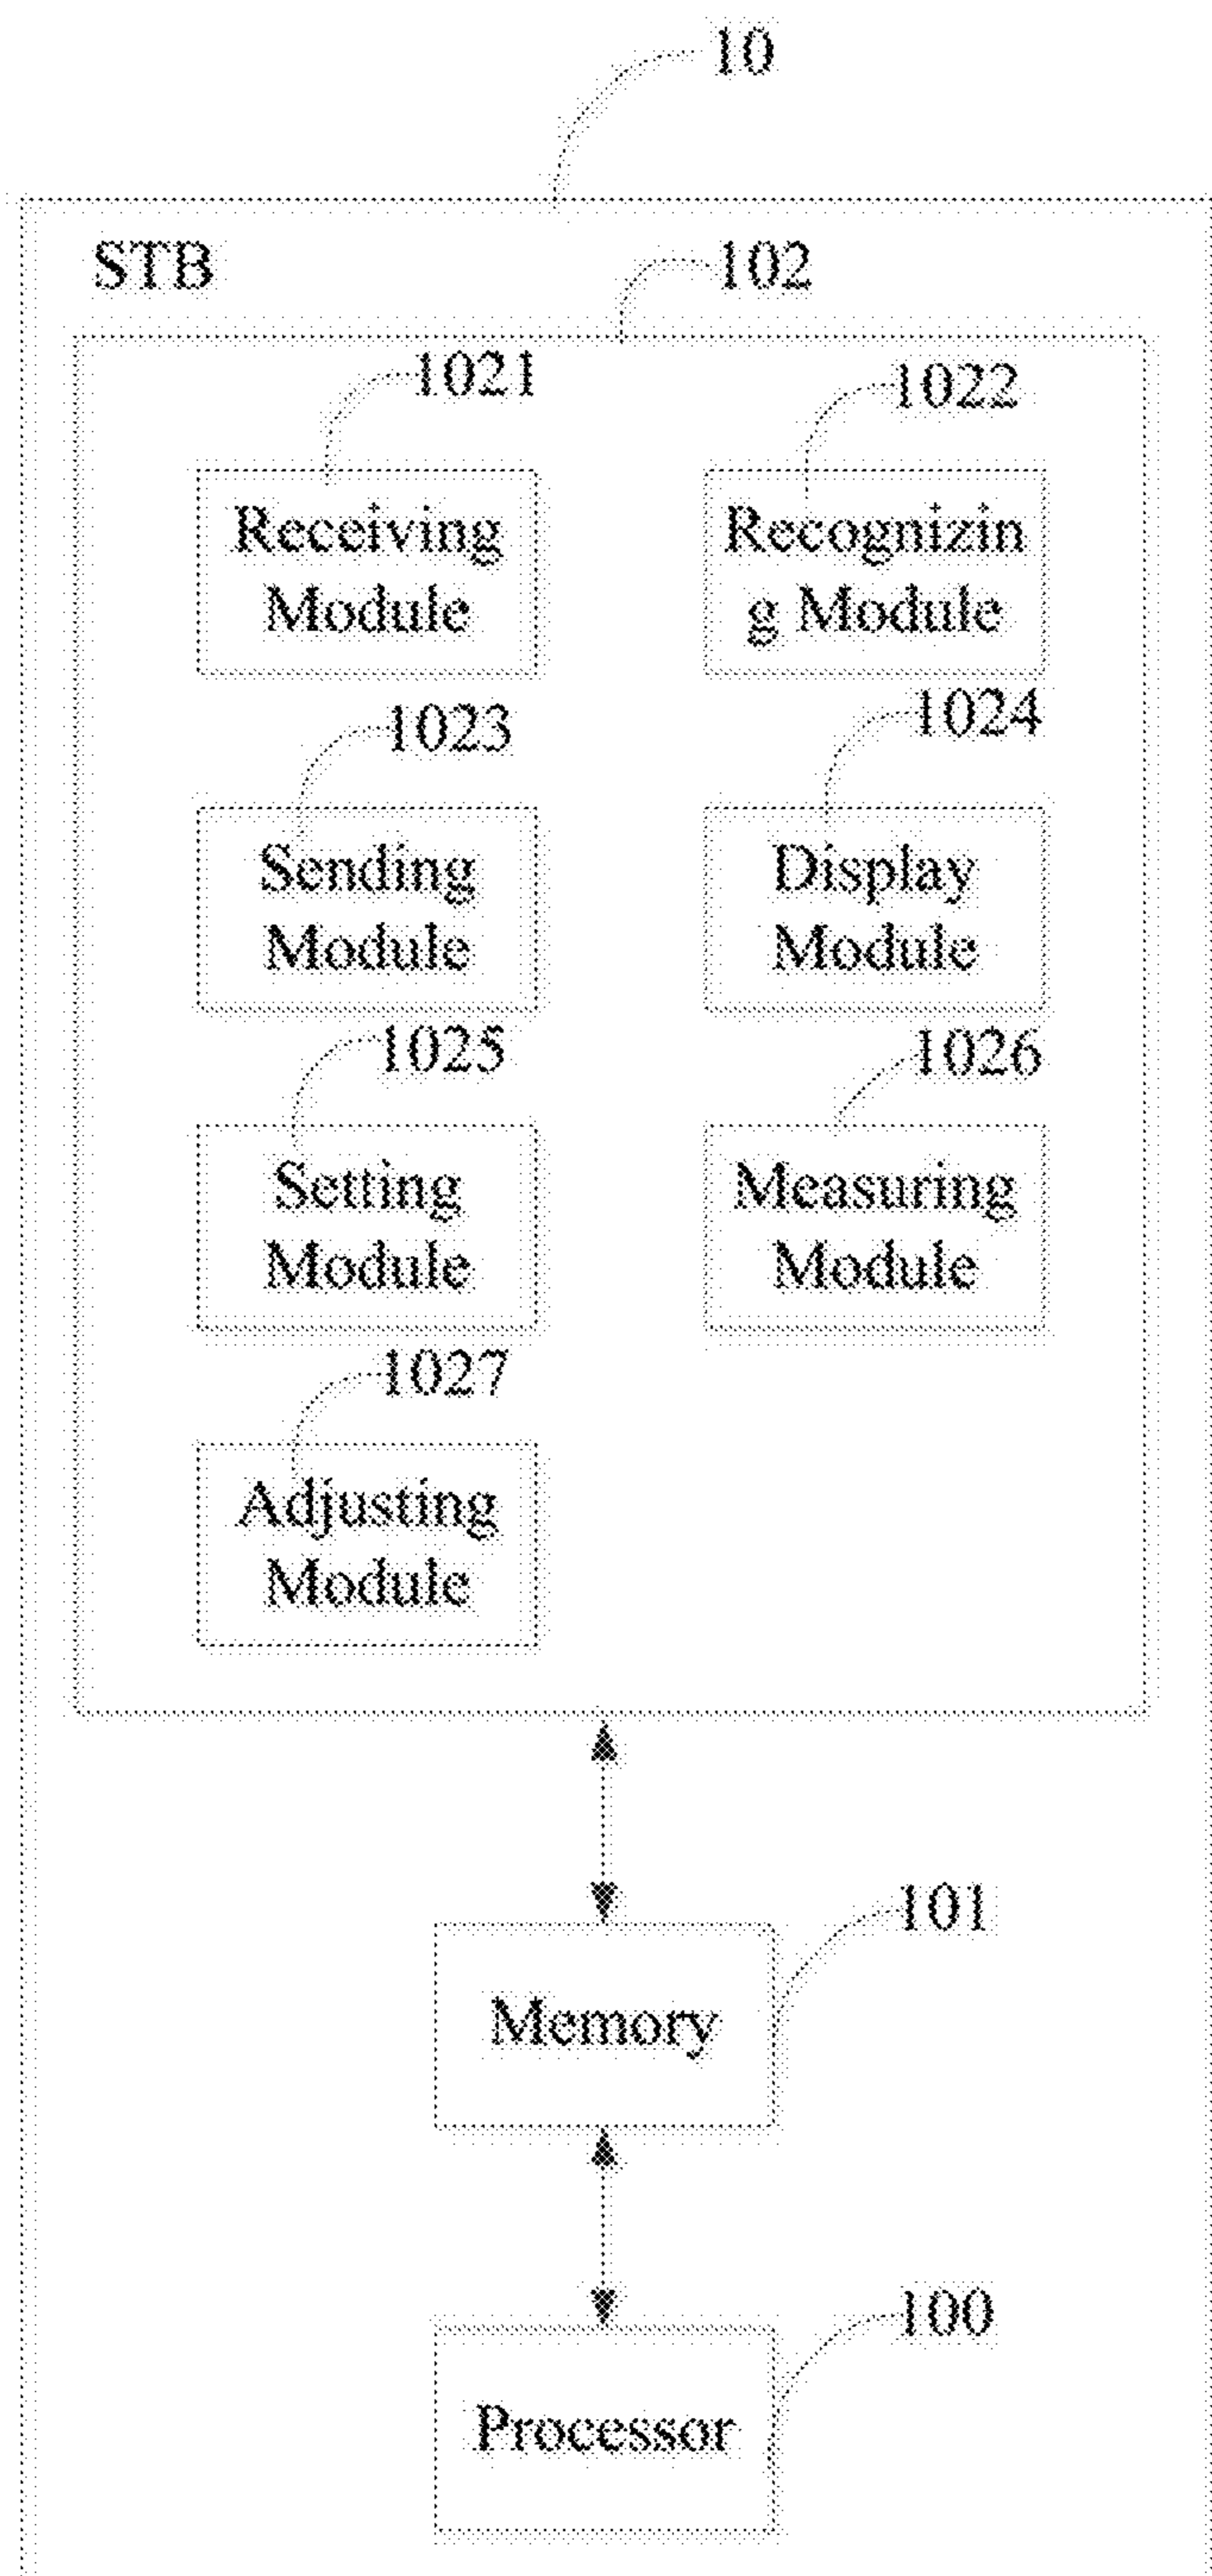 10
STB
102
1021
1022
Receiving
Module
Recognizin
g Module
1023
1024
Sending
Module
Display
Module
1025
1026
Setting
Module
Measuring
Module
1027
Adjusting
Module
101
Memory
100
Processor